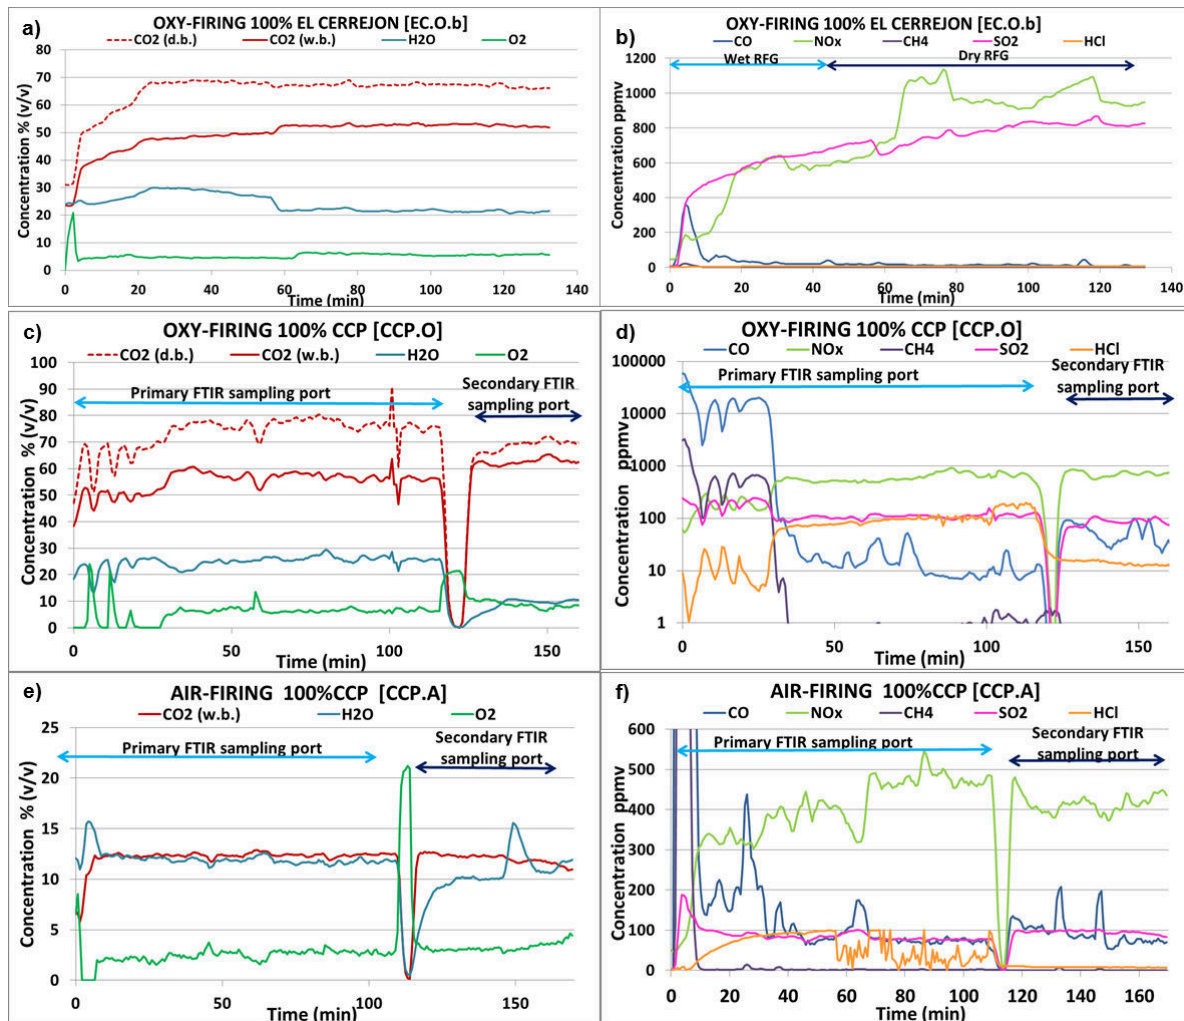 a)
OXY-FIRING 100% EL CERREJON [EC.O.b]
CO2 (d.b.) CO2 (w.b.) H2O O2
Concentration % (v/v)
80
70
60
50
40
30
20
10
0
0 20 40 60 80 100 120 140
Time (min)
b)
OXY-FIRING 100% EL CERREJON [EC.O.b]
CO NOx CH4 SO2 HCl
Wet RFG Dry RFG
Concentration ppmv
1200
1000
800
600
400
200
0
0 20 40 60 80 100 120 140
Time (min)
c)
OXY-FIRING 100% CCP [CCP.O]
CO2 (d.b.) CO2 (w.b.) H2O O2
Primary FTIR sampling port
Secondary FTIR
sampling port
Concentration % (v/v)
100
90
80
70
60
50
40
30
20
10
0
0 50 100 150
Time (min)
d)
OXY-FIRING 100% CCP [CCP.O]
CO NOx CH4 SO2 HCl
Primary FTIR sampling port
Secondary FTIR
sampling port
Concentration ppmv
100000
10000
1000
100
10
1
0 50 100 150
Time (min)
e)
AIR-FIRING 100%CCP [CCP.A]
CO2 (w.b.) H2O O2
Primary FTIR sampling port
Secondary FTIR
sampling port
Concentration % (v/v)
25
20
15
10
5
0
0 50 100 150
Time (min)
f)
AIR-FIRING 100%CCP [CCP.A]
CO NOx CH4 SO2 HCl
Primary FTIR sampling port
Secondary FTIR
sampling port
Concentration ppmv
600
500
400
300
200
100
0
0 20 40 60 80 100 120 140 160
Time (min)